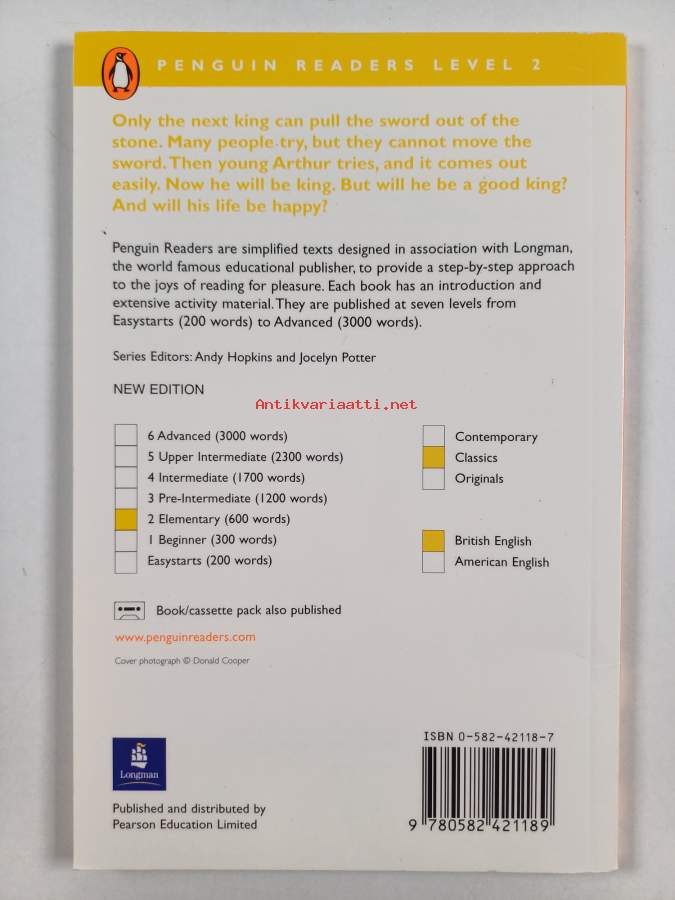 PENGUIN READERS LEVEL 2
Only the next king can pull the sword out of the
stone. Many people try, but they cannot move the
sword. Then young Arthur tries, and it comes out
easily. Now he will be king. But will he be a good king?
And will his life be happy?
Penguin Readers are simplified texts designed in association with Longman,
the world famous educational publisher, to provide a step-by-step approach
to the joys of reading for pleasure. Each book has an introduction and
extensive activity material. They are published at seven levels from
Easystarts (200 words) to Advanced (3000 words).
Series Editors: Andy Hopkins and Jocelyn Potter
NEW EDITION
Antikvariaatti.net
6 Advanced (3000 words)
5 Upper Intermediate (2300 words)
4 Intermediate (1700 words)
3 Pre-Intermediate (1200 words)
2 Elementary (600 words)
1 Beginner (300 words)
Easystarts (200 words)
Contemporary
Classics
Originals
British English
American English
Book/cassette pack also published
www.penguinreaders.com
Cover photograph © Donald Cooper
Longman
Published and distributed by
Pearson Education Limited
ISBN 0-582-42118-7
9 780582 421189